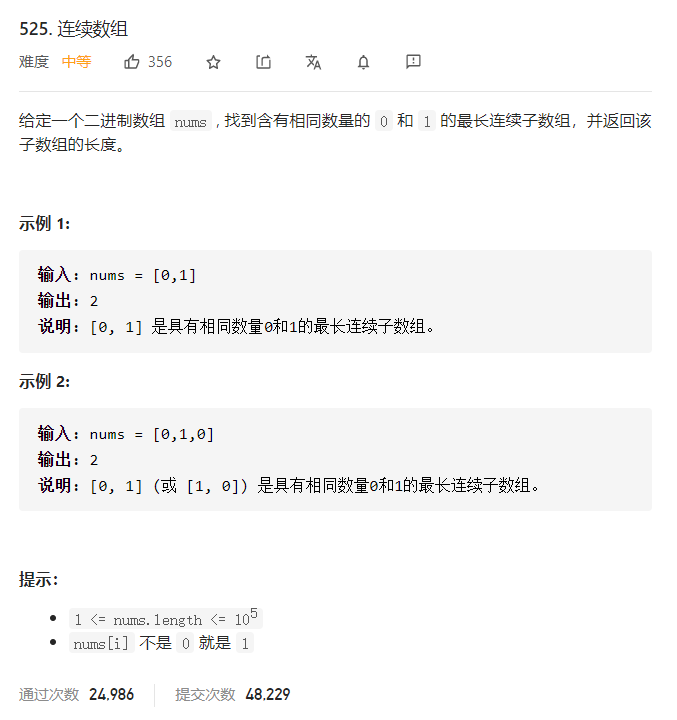 525. 连续数组
难度 中等 356
给定一个二进制数组 nums , 找到含有相同数量的 0 和 1 的最长连续子数组，并返回该
子数组的长度。
示例 1:
输入: nums = [0,1]
输出: 2
说明: [0, 1] 是具有相同数量0和1的最长连续子数组。
示例 2:
输入: nums = [0,1,0]
输出: 2
说明: [0, 1] (或 [1, 0]) 是具有相同数量0和1的最长连续子数组。
提示：
• 1 <= nums.length <= 10⁵
• nums[i] 不是 0 就是 1
通过次数 24,986 提交次数 48,229